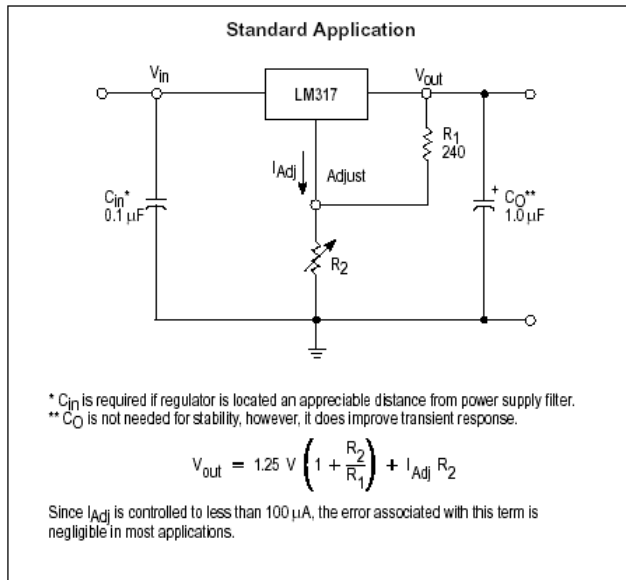 Standard Application
Vin
Vout
LM317
R1
240
IAdj
Adjust
Cin*
0.1 µF
+
CO**
1.0 µF
R2
* Cin is required if regulator is located an appreciable distance from power supply filter.
** CO is not needed for stability, however, it does improve transient response.
Vout = 1.25 V (1 + R2/R1) + IAdj R2
Since IAdj is controlled to less than 100 µA, the error associated with this term is
negligible in most applications.